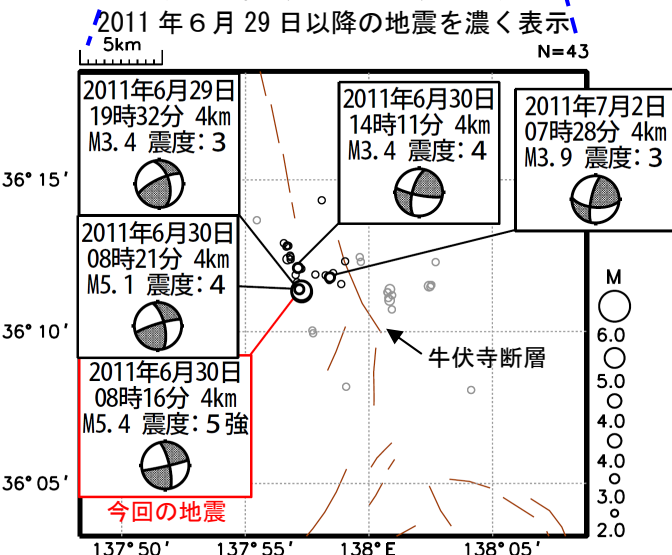 2011年6月29日以降の地震を濃く表示
5km
N=43
2011年6月29日
19時32分 4km
M3.4 震度:3
2011年6月30日
14時11分 4km
M3.4 震度:4
2011年7月2日
07時28分 4km
M3.9 震度:3
36°15′
2011年6月30日
08時21分 4km
M5.1 震度:4
36°10′
牛伏寺断層
2011年6月30日
08時16分 4km
M5.4 震度:5強
36°05′
今回の地震
M
6.0
5.0
4.0
4.0
3.0
2.0
137°50′
137°55′
138°E
138°05′